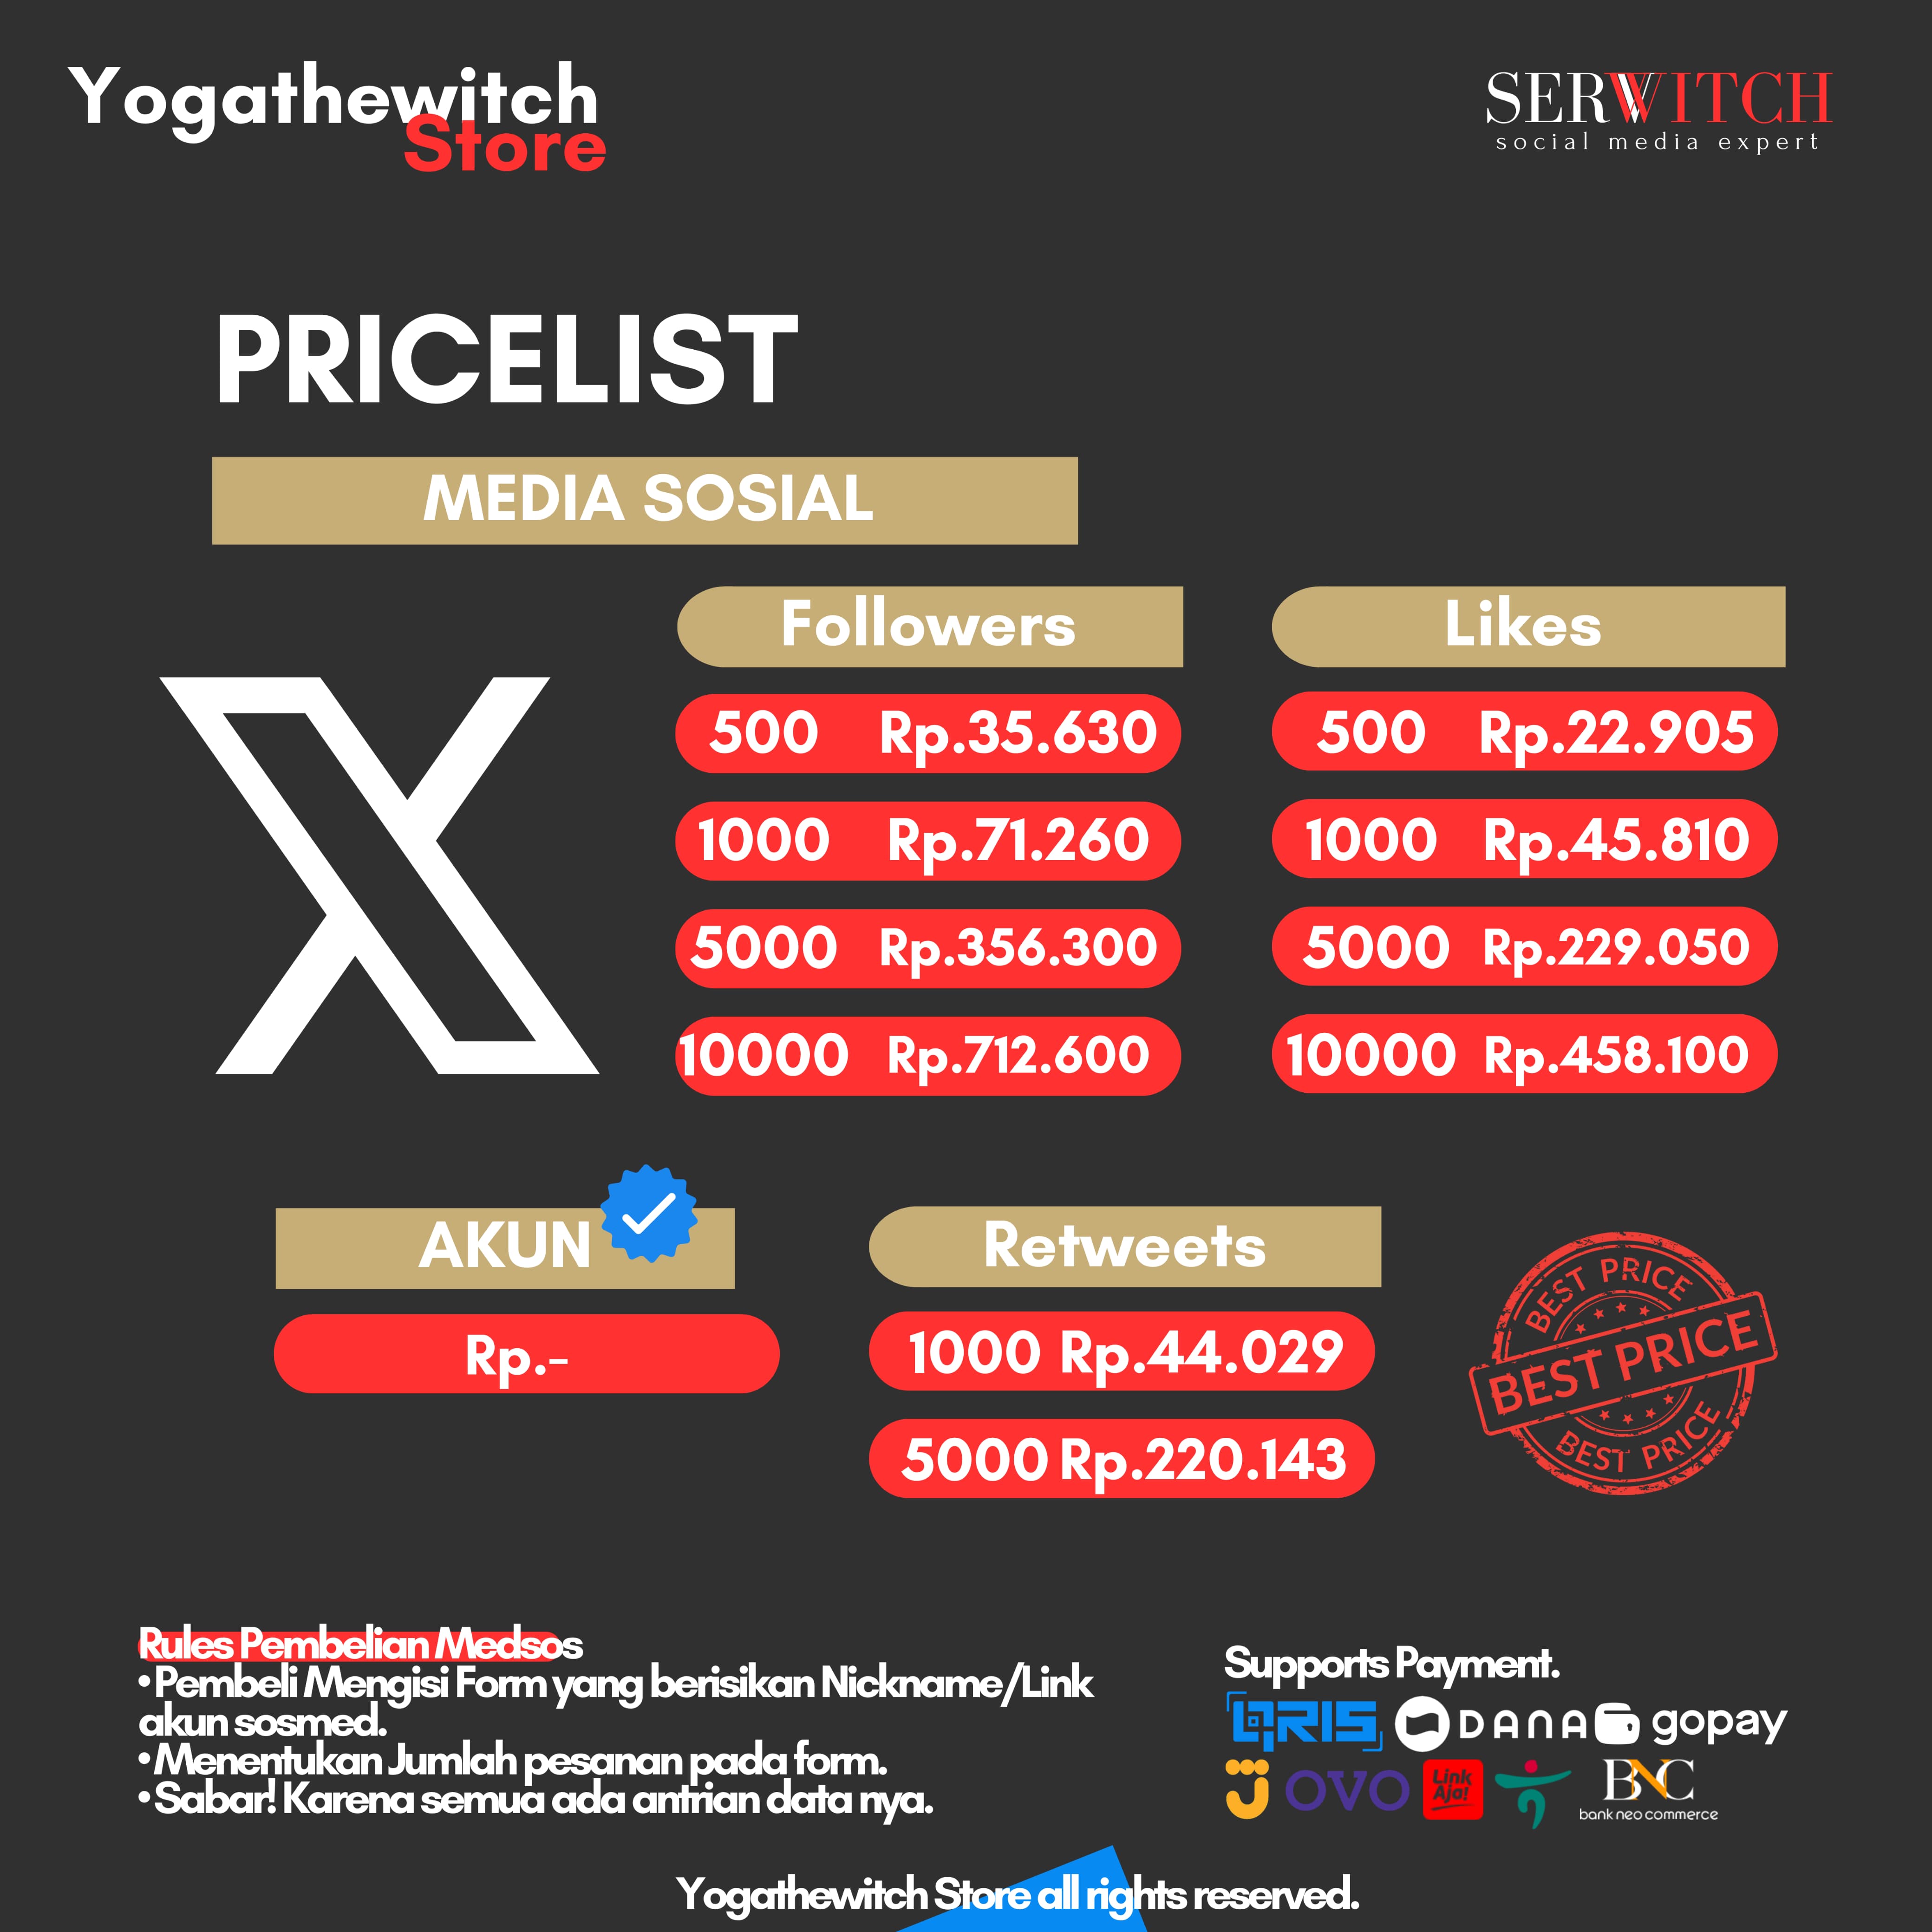 Yogathewitch
Store
SERWITCH
social media expert
PRICELIST
MEDIA SOSIAL
Followers
500 Rp.35.630
1000 Rp.71.260
5000 Rp.356.300
10000 Rp.712.600
Likes
500 Rp.22.905
1000 Rp.45.810
5000 Rp.229.050
10000 Rp.458.100
AKUN
Rp.-
Retweets
1000 Rp.44.029
5000 Rp.220.143
BEST PRICE
BEST PRICE
BEST PRICE
Rules Pembelian Medsos
• Pembeli Mengisi Form yang berisikan Nickname/Link
akun sosmed.
• Menentukan Jumlah pesanan pada form.
• Sabar! Karena semua ada antrian data nya.
Supports Payment.
QRIS DANA gopay
OVO Link Aja! BNC
bank neo commerce
Yogathewitch Store all rights reserved.